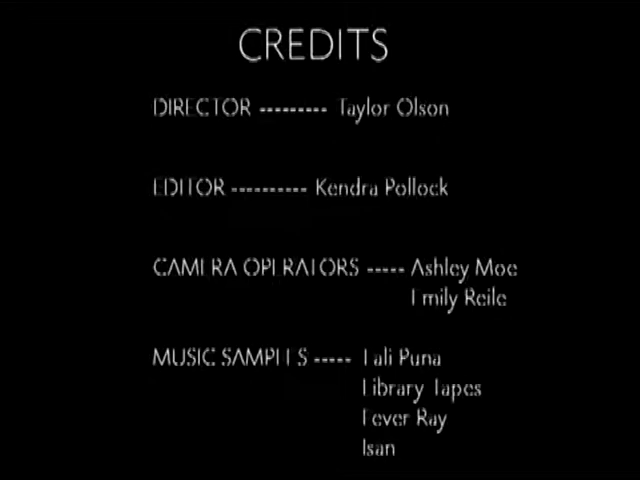 CREDITS
DIRECTOR --------- Taylor Olson
EDITOR ---------- Kendra Pollock
CAMERA OPERATORS ----- Ashley Moe
Emily Reile
MUSIC SAMPLES ----- Lali Puna
Library Tapes
Fever Ray
Isan